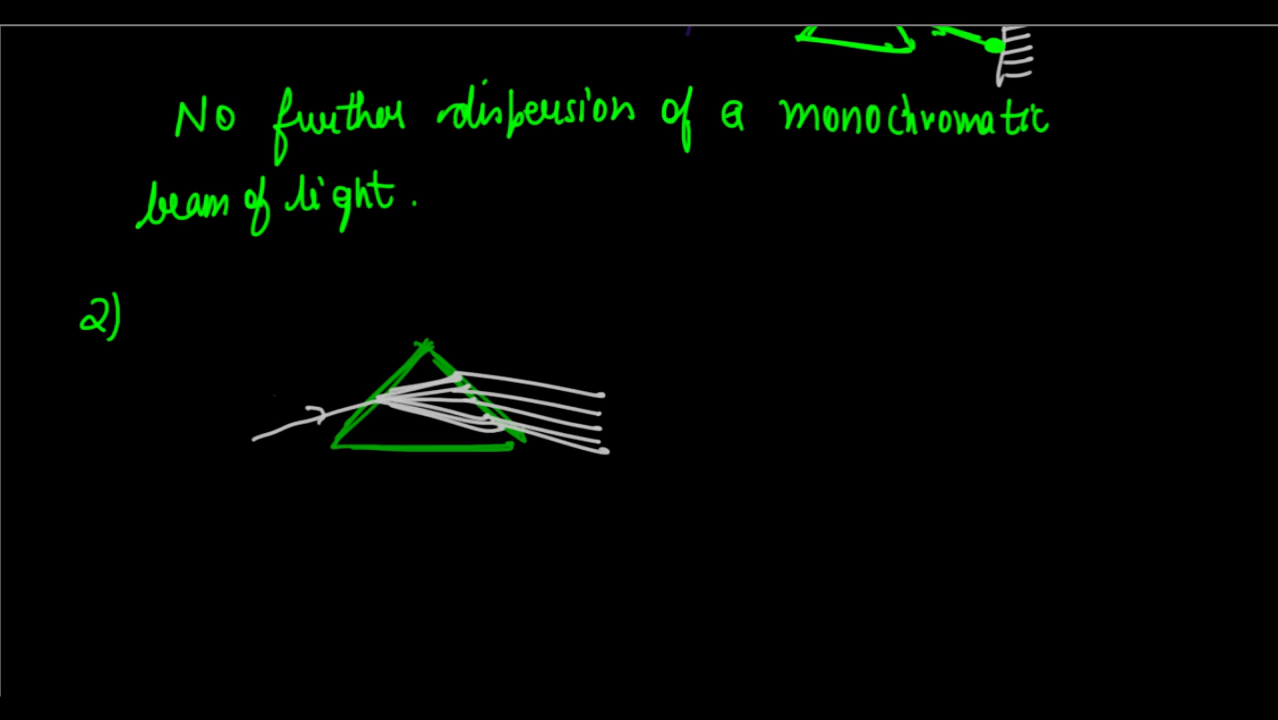 No further dispersion of a monochromatic
beam of light.
2)